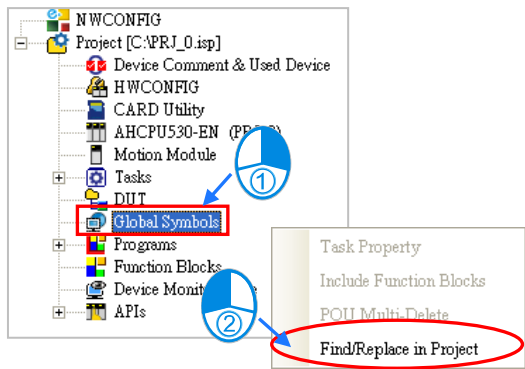 NWCONFIG
Project [C:\PRJ_0.isp]
Device Comment & Used Device
HWCONFIG
CARD Utility
AHCPU530-EN
Motion Module
Tasks
①
DUT
Global Symbols
Programs
Task Property
Function Blocks
Include Function Blocks
Device Monit
POU Multi-Delete
APIs
②
Find/Replace in Project